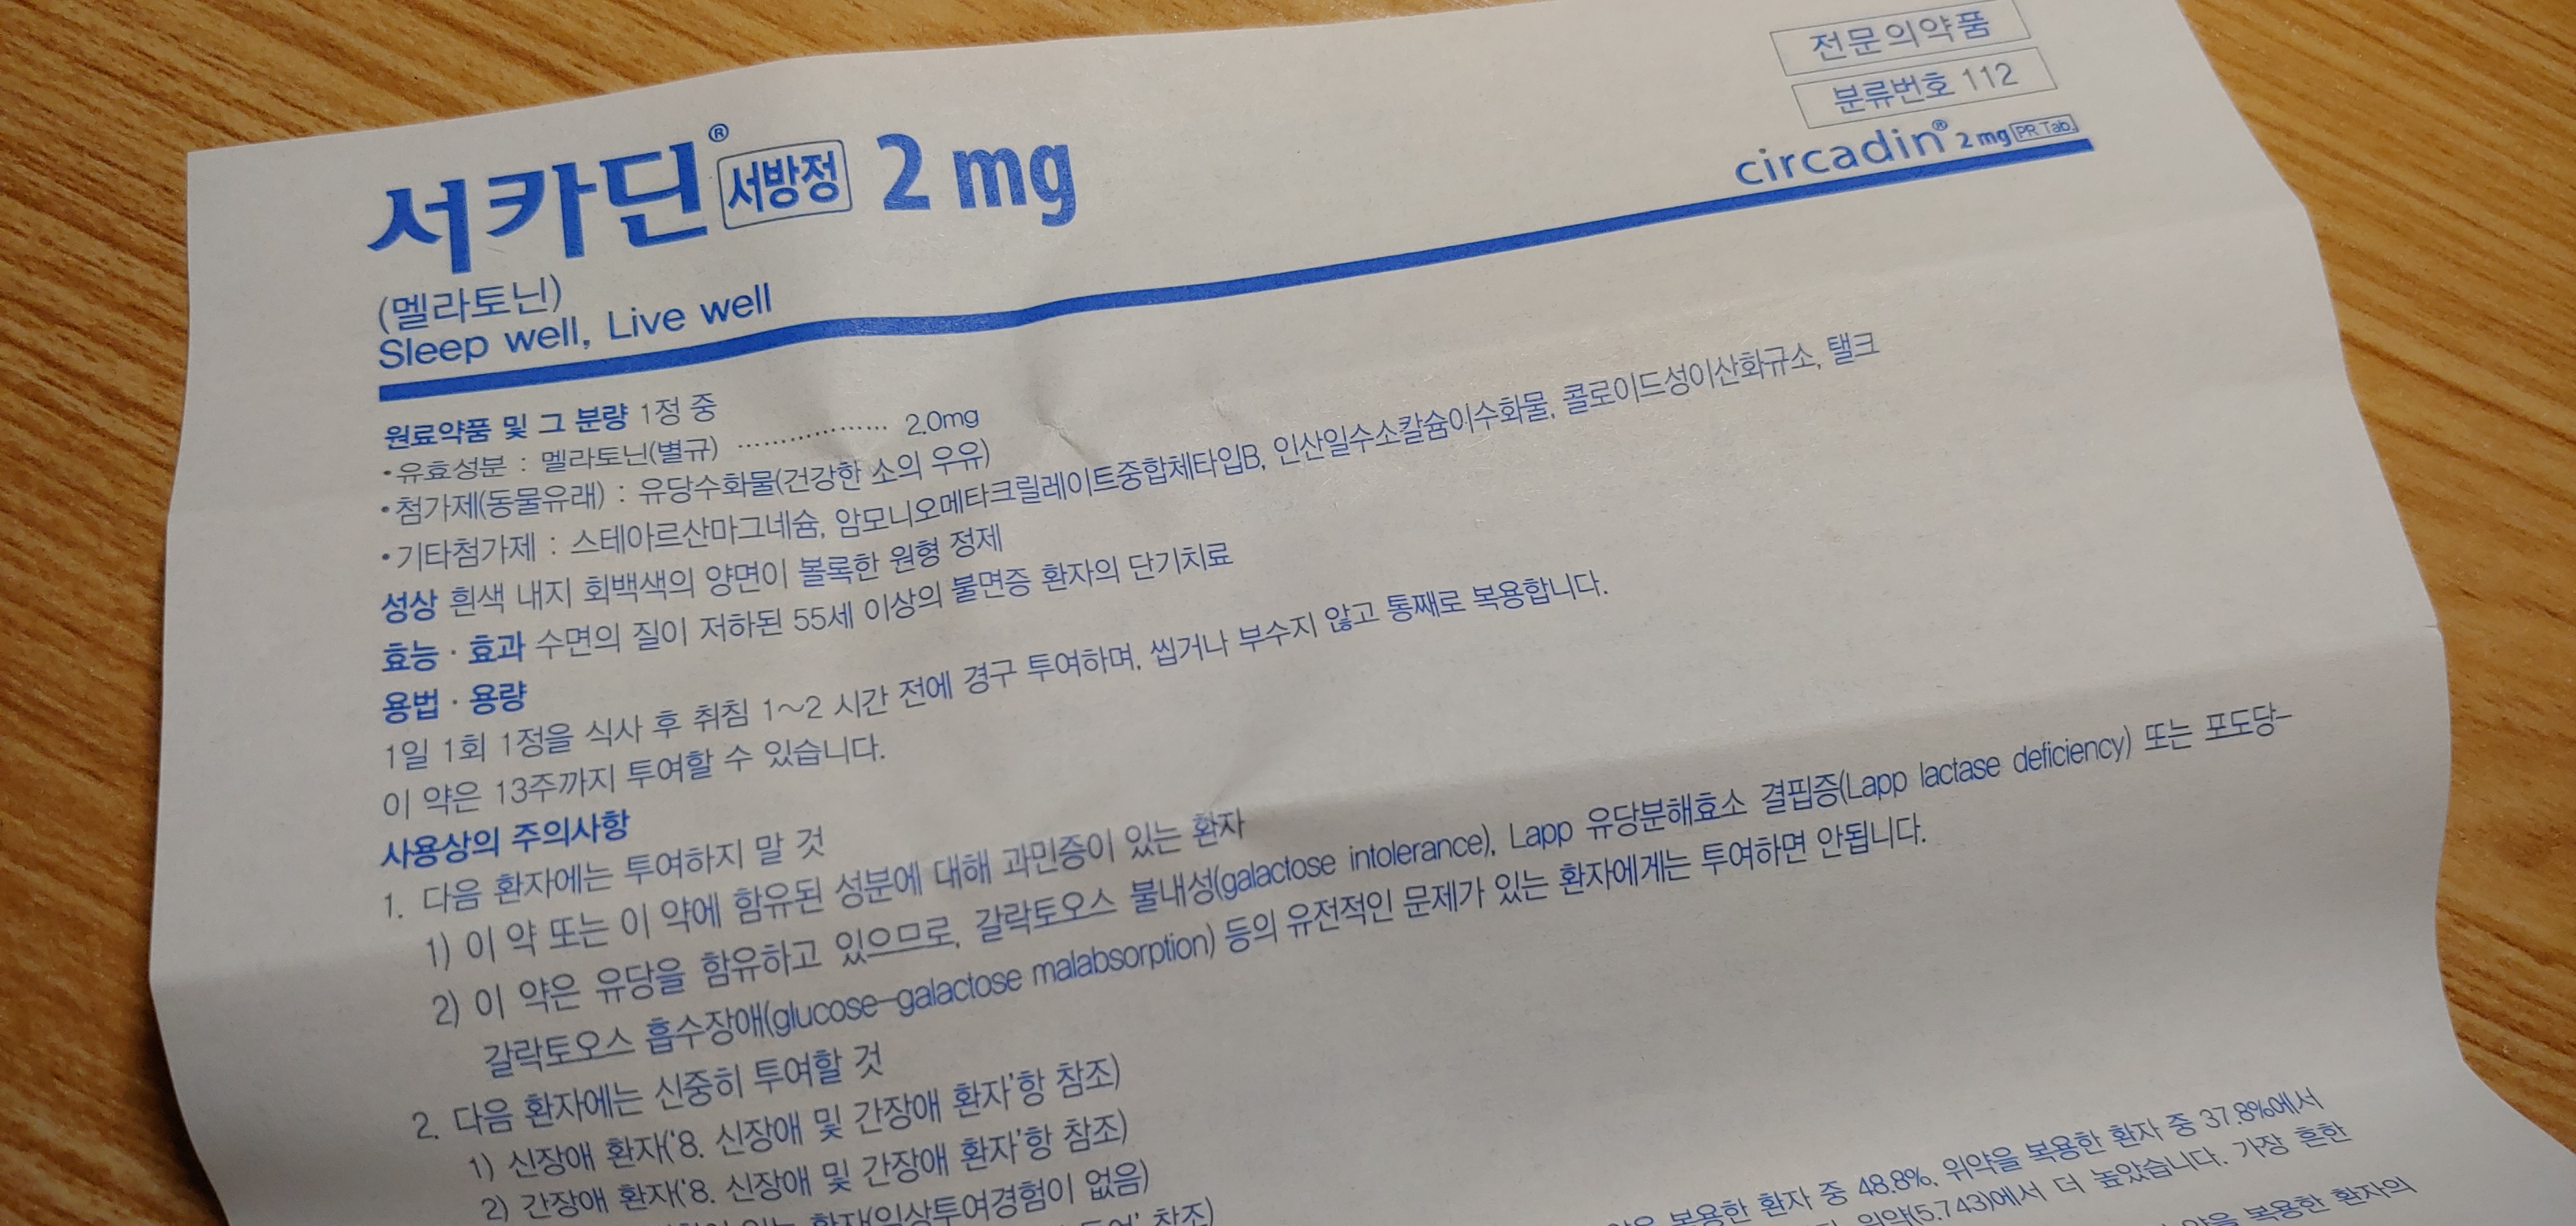 전문의약품
분류번호 112
circadin® 2 mg PR Tab.
서카딘® 서방정 2 mg
(멜라토닌)
Sleep well, Live well
원료약품 및 그 분량 1정 중
•유효성분 : 멜라토닌(별규) ………………… 2.0mg
•첨가제(동물유래) : 유당수화물(건강한 소의 우유)
•기타첨가제 : 스테아르산마그네슘, 암모니오메타크릴레이트중합체타입B, 인산일수소칼슘이수화물, 콜로이드성이산화규소, 탤크
성상 흰색 내지 회백색의 양면이 볼록한 원형 정제
효능 · 효과 수면의 질이 저하된 55세 이상의 불면증 환자의 단기치료
용법 · 용량
1일 1회 1정을 식사 후 취침 1~2 시간 전에 경구 투여하며, 씹거나 부수지 않고 통째로 복용합니다.
이 약은 13주까지 투여할 수 있습니다.
사용상의 주의사항
1. 다음 환자에는 투여하지 말 것
1) 이 약 또는 이 약에 함유된 성분에 대해 과민증이 있는 환자
2) 이 약은 유당을 함유하고 있으므로, 갈락토오스 불내성(galactose intolerance), Lapp 유당분해효소 결핍증(Lapp lactase deficiency) 또는 포도당-
갈락토오스 흡수장애(glucose-galactose malabsorption) 등의 유전적인 문제가 있는 환자에게는 투여하면 안됩니다.
2. 다음 환자에는 신중히 투여할 것
1) 신장애 환자('8. 신장애 및 간장애 환자'항 참조)
2) 간장애 환자('8. 신장애 및 간장애 환자'항 참조)
환자(임상투여경험이 없음)
참조)
복용한 환자 중 48.8%, 위약을 복용한 환자 중 37.8%에서
위약(5.743)에서 더 높았습니다. 가장 흔한
복용한 환자의